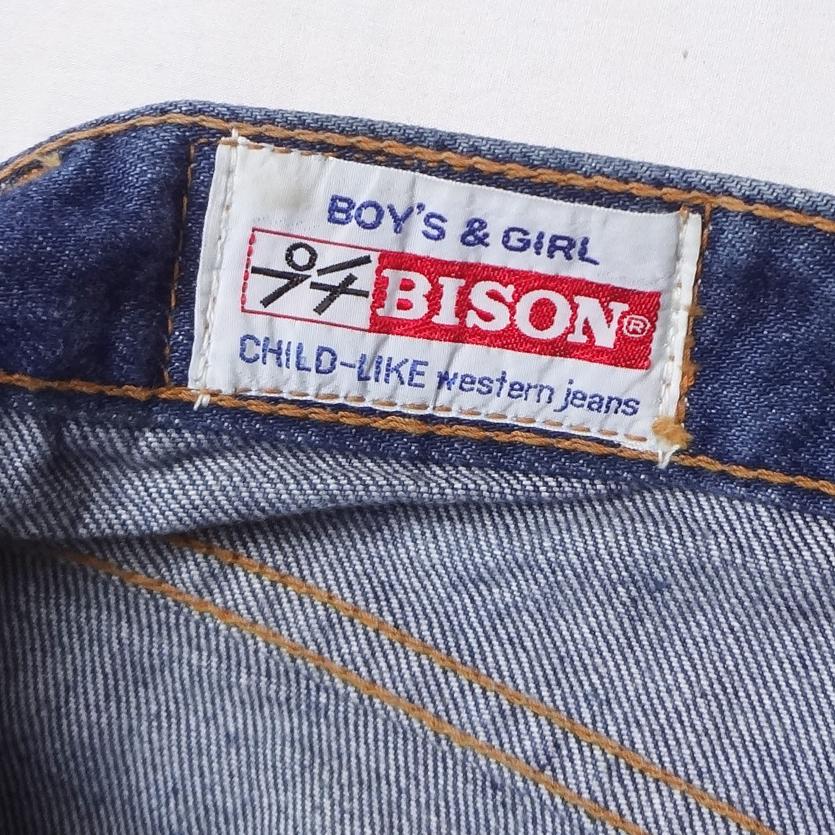 BOY'S & GIRL
BISON®
CHILD-LIKE western jeans